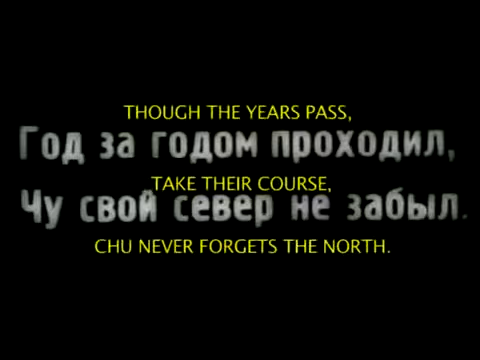 THOUGH THE YEARS PASS,
Год за годом проходил,
TAKE THEIR COURSE,
Чу свой север не забыл.
CHU NEVER FORGETS THE NORTH.